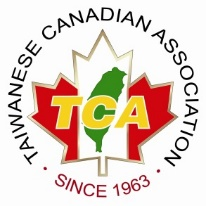 TAIWANESE CANADIAN ASSOCIATION
TCA
• SINCE 1963 •